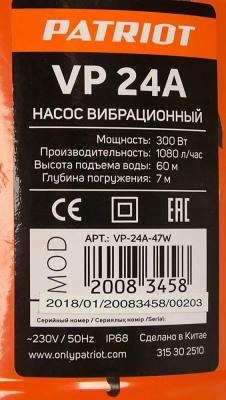 PATRIOT
VP 24A
НАСОС ВИБРАЦИОННЫЙ
Мощность: 300 Вт
Производительность: 1080 л/час
Высота подъема воды: 60 м
Глубина погружения: 7 м
CE EAC
MOD
АРТ.: VP-24A-47W
2008 3458
2018/01/20083458/00203
Серийный номер / Сериялық нөмір /Serial:
~230V / 50Hz IP68 Сделано в Китае
www.onlypatriot.com 315 30 2510